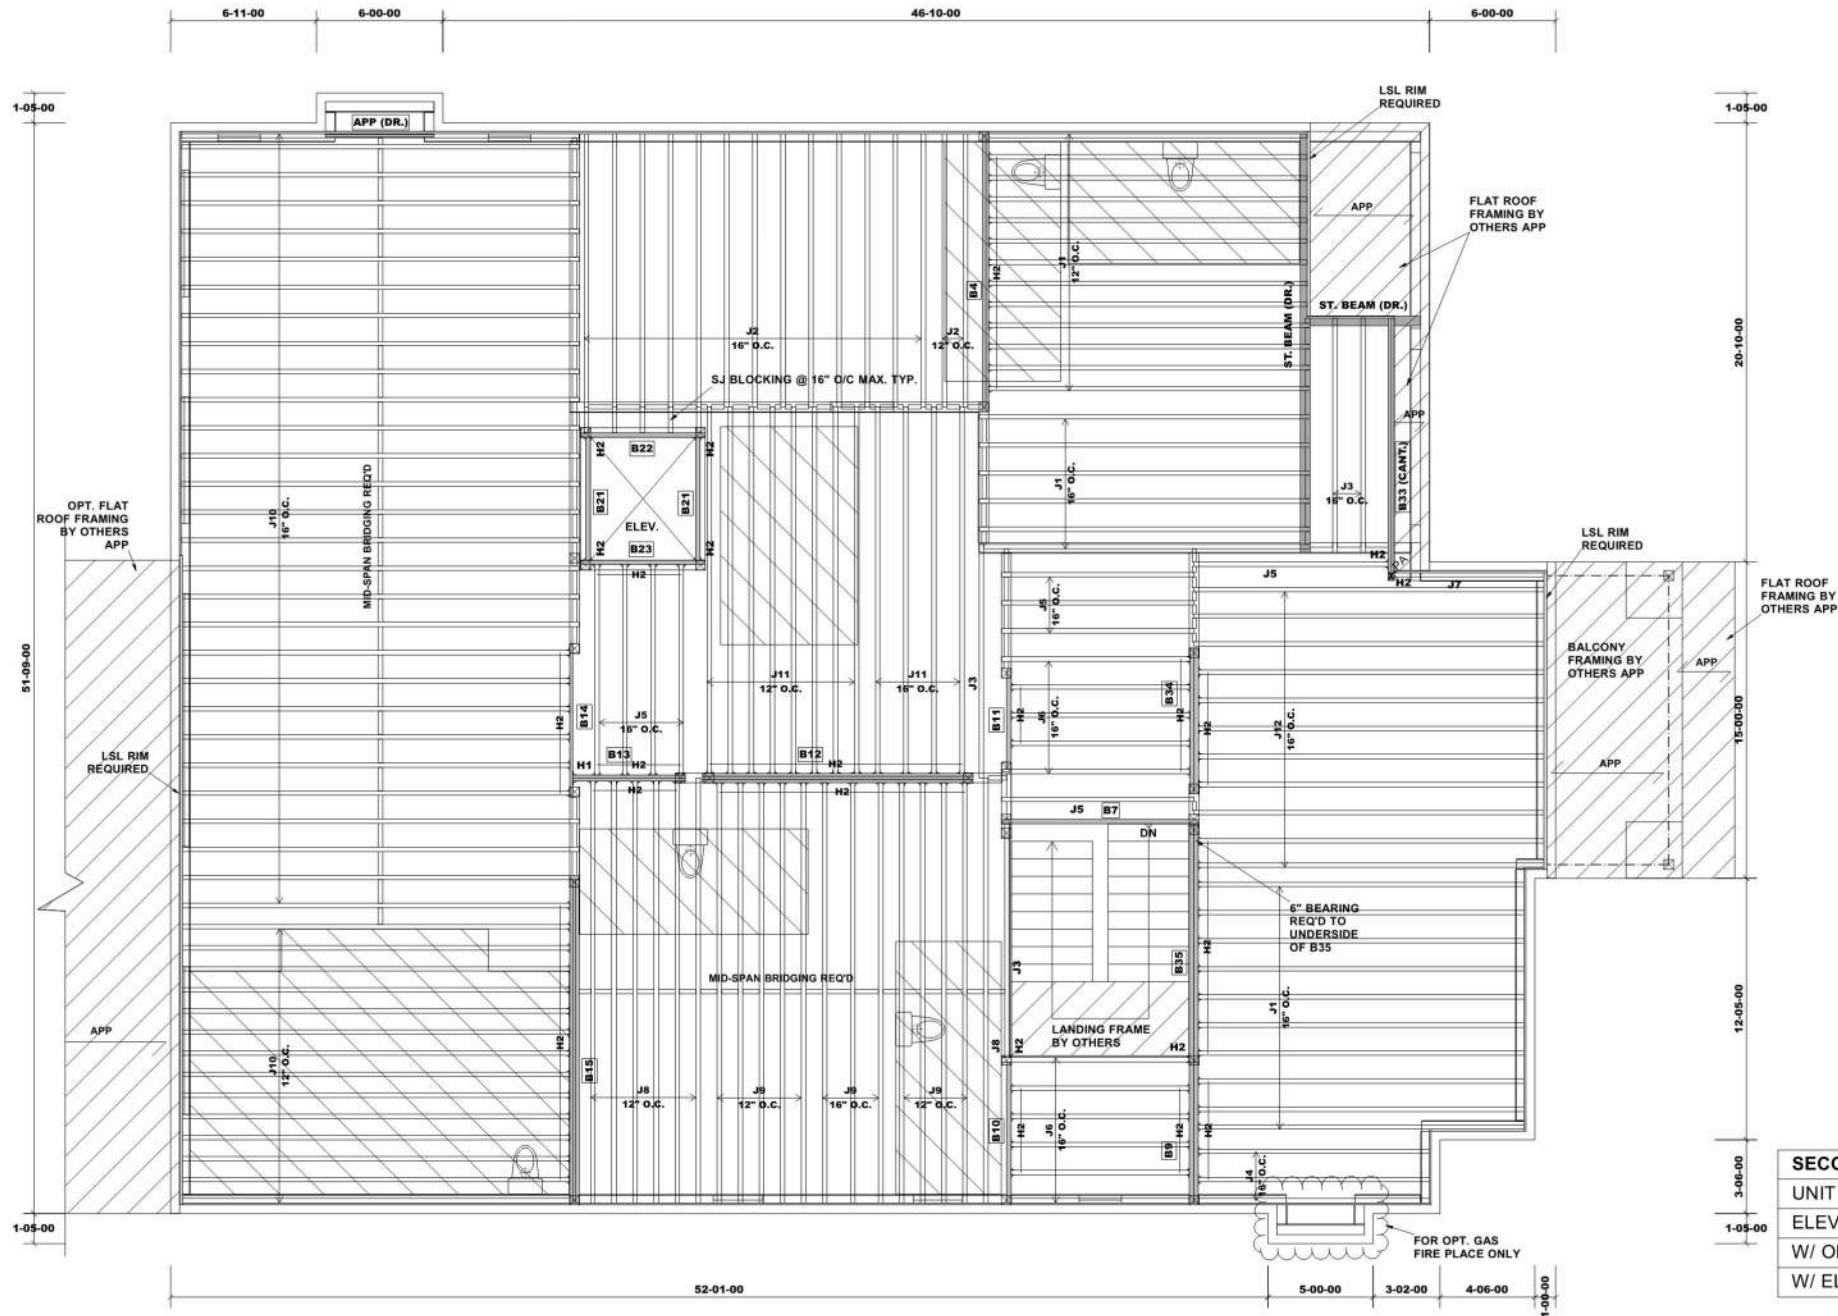 6-11-00
6-00-00
46-10-00
6-00-00
1-05-00
APP (DR.)
LSL RIM
REQUIRED
1-05-00
FLAT ROOF
FRAMING BY
OTHERS APP
APP
H2
J1
12" O.C.
B4
ST. BEAM (DR.)
ST. BEAM (DR.)
20-10-00
J2
16" O.C.
J2
12" O.C.
SJ BLOCKING @ 16" O/C MAX. TYP.
APP
H2
B22
H2
B21
B21
ELEV.
H2
B23
H2
H2
J1
16" O.C.
J3
16" O.C.
B33 (CANT.)
J10
16" O.C.
MID-SPAN BRIDGING REQ'D
OPT. FLAT
ROOF FRAMING
BY OTHERS
APP
LSL RIM
REQUIRED
H2
H2
J5
J7
J5
16" O.C.
FLAT ROOF
FRAMING BY
OTHERS APP
BALCONY
FRAMING BY
OTHERS APP
APP
51-09-00
J11
12" O.C.
J11
16" O.C.
J3
B11
H2
J6
16" O.C.
B34
H2
H2
J12
16" O.C.
15-00-00
H2
B14
J5
16" O.C.
LSL RIM
REQUIRED
B13
H1
H2
B12
H2
H2
H2
APP
J5
B7
DN
6" BEARING
REQ'D TO
UNDERSIDE
OF B35
MID-SPAN BRIDGING REQ'D
J3
B35
H2
APP
J10
12" O.C.
H2
B15
J8
LANDING FRAME
BY OTHERS
H2
H2
J1
16" O.C.
12-05-00
J8
12" O.C.
J9
12" O.C.
J9
16" O.C.
J9
12" O.C.
B10
H2
J6
16" O.C.
H2
B9
H2
J4
16" O.C.
3-06-00
1-05-00
1-05-00
FOR OPT. GAS
FIRE PLACE ONLY
52-01-00
5-00-00
3-02-00
4-06-00
1-00-00
UNIT